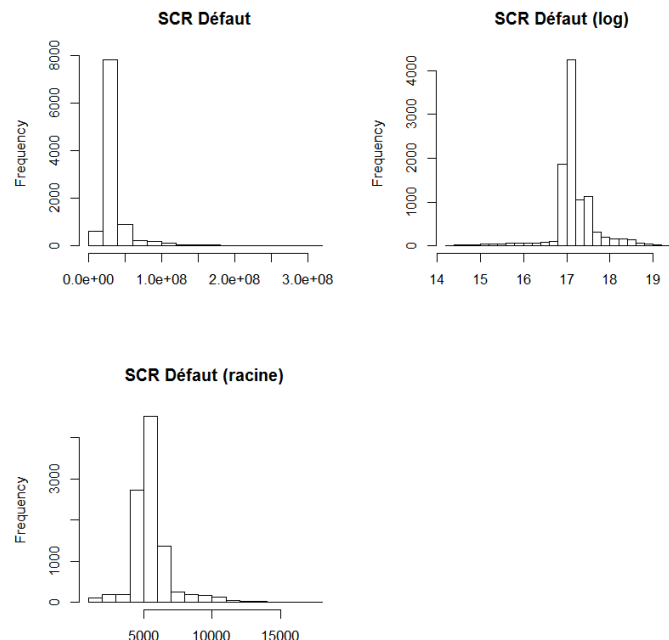 SCR Défaut
Frequency
0 2000 4000 6000 8000
0.0e+00 1.0e+08 2.0e+08 3.0e+08
SCR Défaut (log)
Frequency
0 1000 2000 3000 4000
14 15 16 17 18 19
SCR Défaut (racine)
Frequency
0 1000 3000
5000 10000 15000